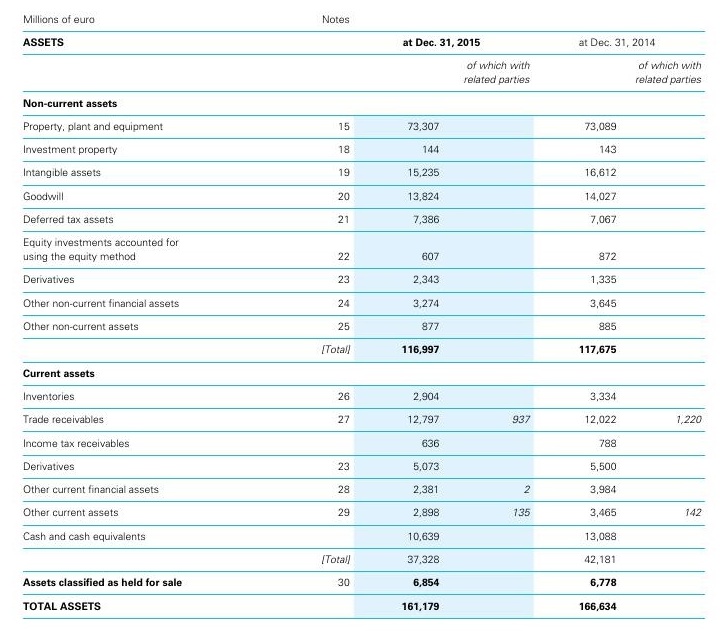 Millions of euro Notes
ASSETS at Dec. 31, 2015 at Dec. 31, 2014
of which with related parties of which with related parties
Non-current assets
Property, plant and equipment 15 73,307 73,089
Investment property 18 144 143
Intangible assets 19 15,235 16,612
Goodwill 20 13,824 14,027
Deferred tax assets 21 7,386 7,067
Equity investments accounted for
using the equity method 22 607 872
Derivatives 23 2,343 1,335
Other non-current financial assets 24 3,274 3,645
Other non-current assets 25 877 885
[Total] 116,997 117,675
Current assets
Inventories 26 2,904 3,334
Trade receivables 27 12,797 937 12,022 1,220
Income tax receivables 636 788
Derivatives 23 5,073 5,500
Other current financial assets 28 2,381 2 3,984
Other current assets 29 2,898 135 3,465 142
Cash and cash equivalents 10,639 13,088
[Total] 37,328 42,181
Assets classified as held for sale 30 6,854 6,778
TOTAL ASSETS 161,179 166,634